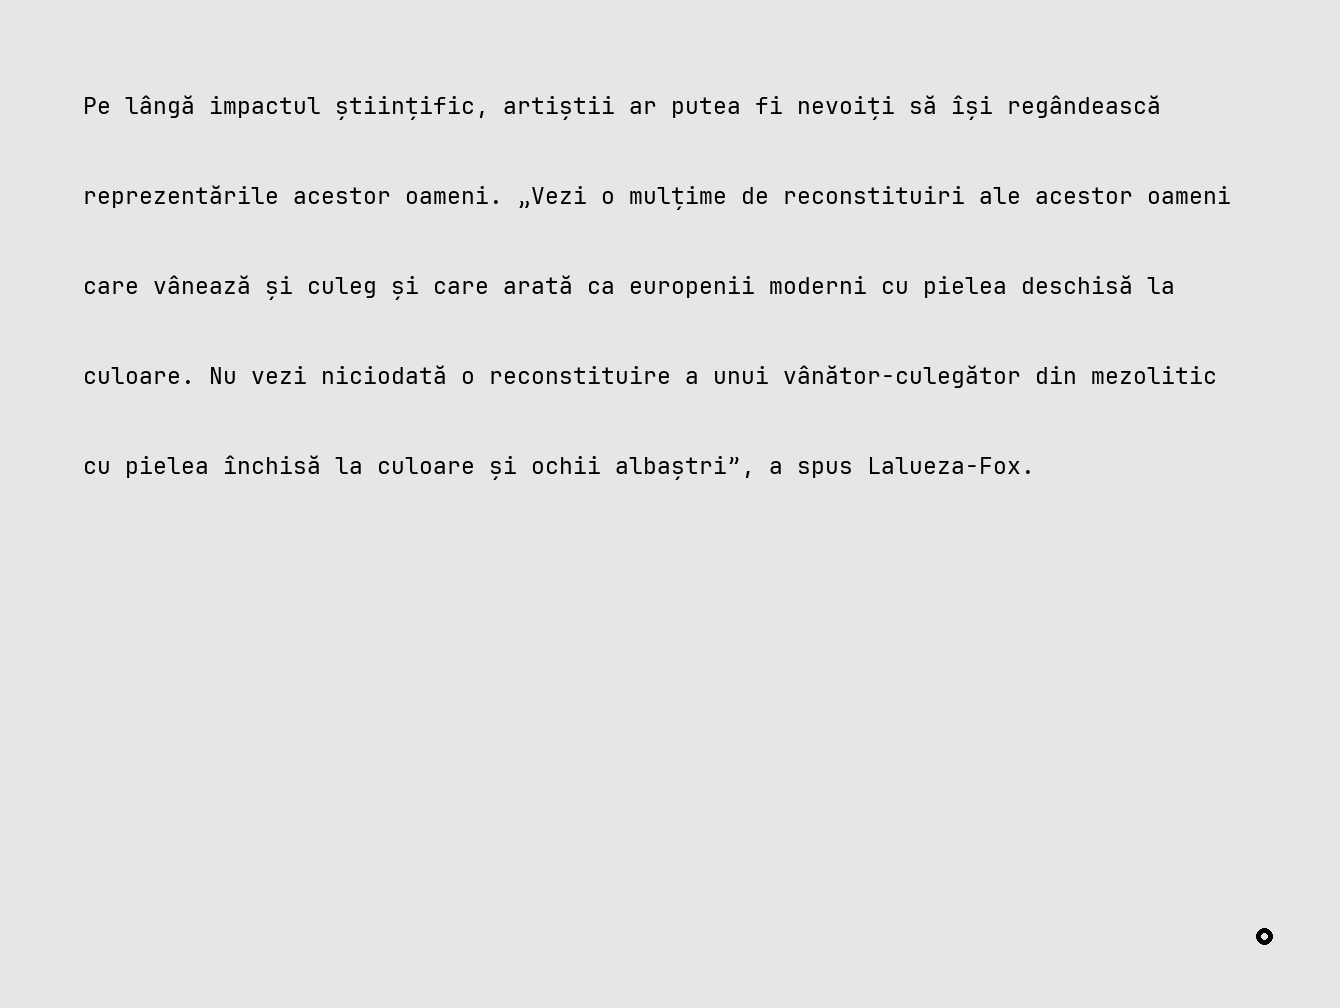 Pe lângă impactul științific, artiștii ar putea fi nevoiți să își regândească
reprezentările acestor oameni. „Vezi o mulțime de reconstituiri ale acestor oameni
care vânează și culeg și care arată ca europenii moderni cu pielea deschisă la
culoare. Nu vezi niciodată o reconstituire a unui vânător-culegător din mezolitic
cu pielea închisă la culoare și ochii albaștri”, a spus Lalueza-Fox.